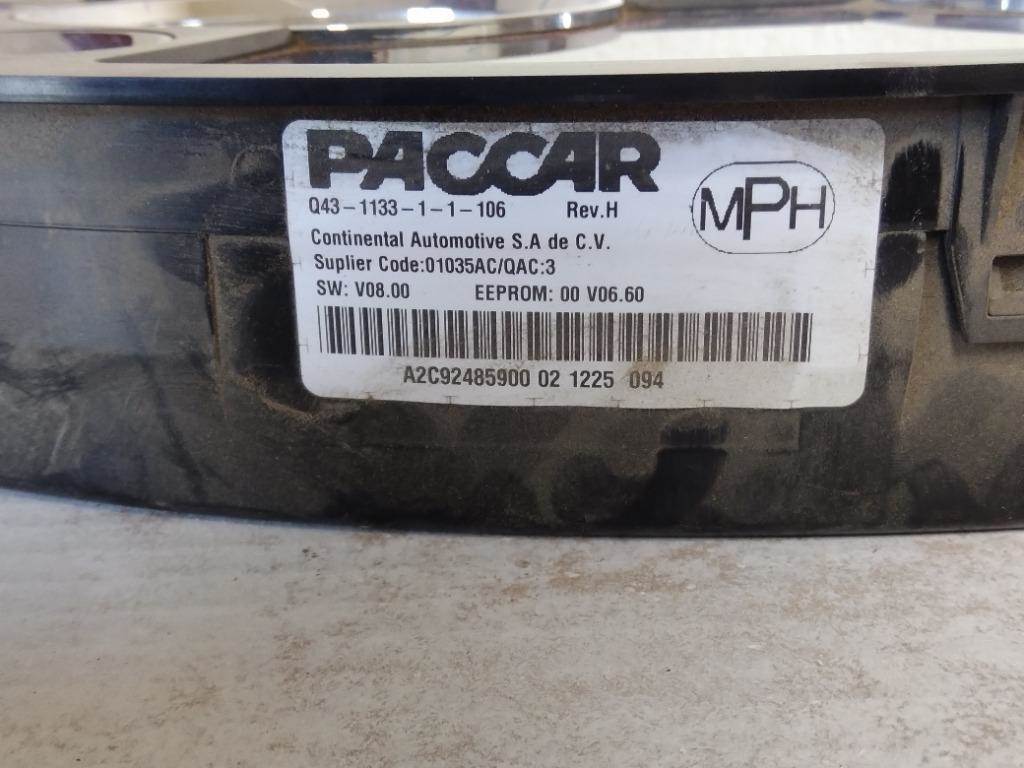 PACCAR
Q43-1133-1-1-106 Rev.H
MPH
Continental Automotive S.A de C.V.
Suplier Code:01035AC/QAC:3
SW: V08.00 EEPROM: 00 V06.60
A2C92485900 02 1225 094